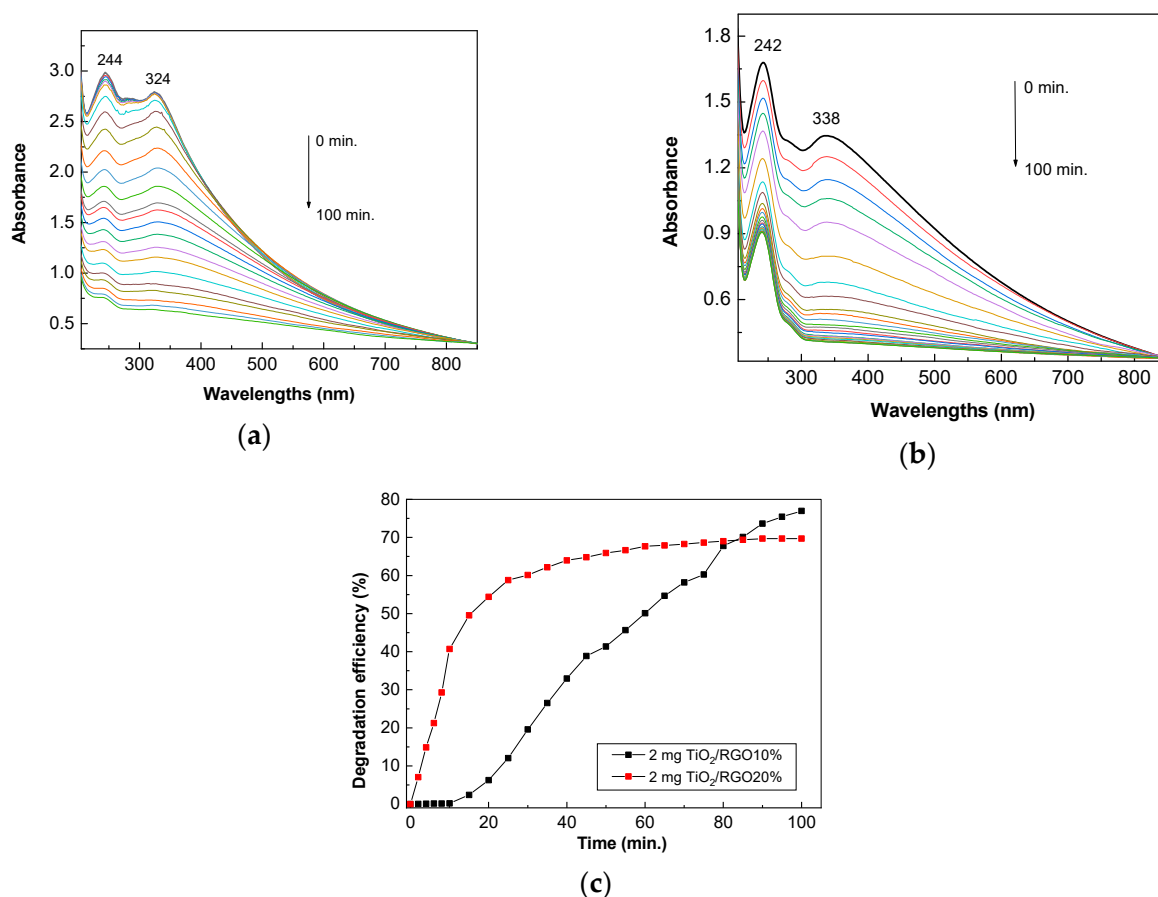 244
324
3.0
2.5
2.0
1.5
1.0
0.5
0 min.
100 min.
Absorbance
200 300 400 500 600 700 800
Wavelengths (nm)
(a)
242
338
1.8
1.5
1.2
0.9
0.6
0 min.
100 min.
Absorbance
300 400 500 600 700 800
Wavelengths (nm)
(b)
80
70
60
50
40
30
20
10
0
Degradation efficiency (%)
2 mg TiO₂/RGO10%
2 mg TiO₂/RGO20%
0 20 40 60 80 100
Time (min.)
(c)